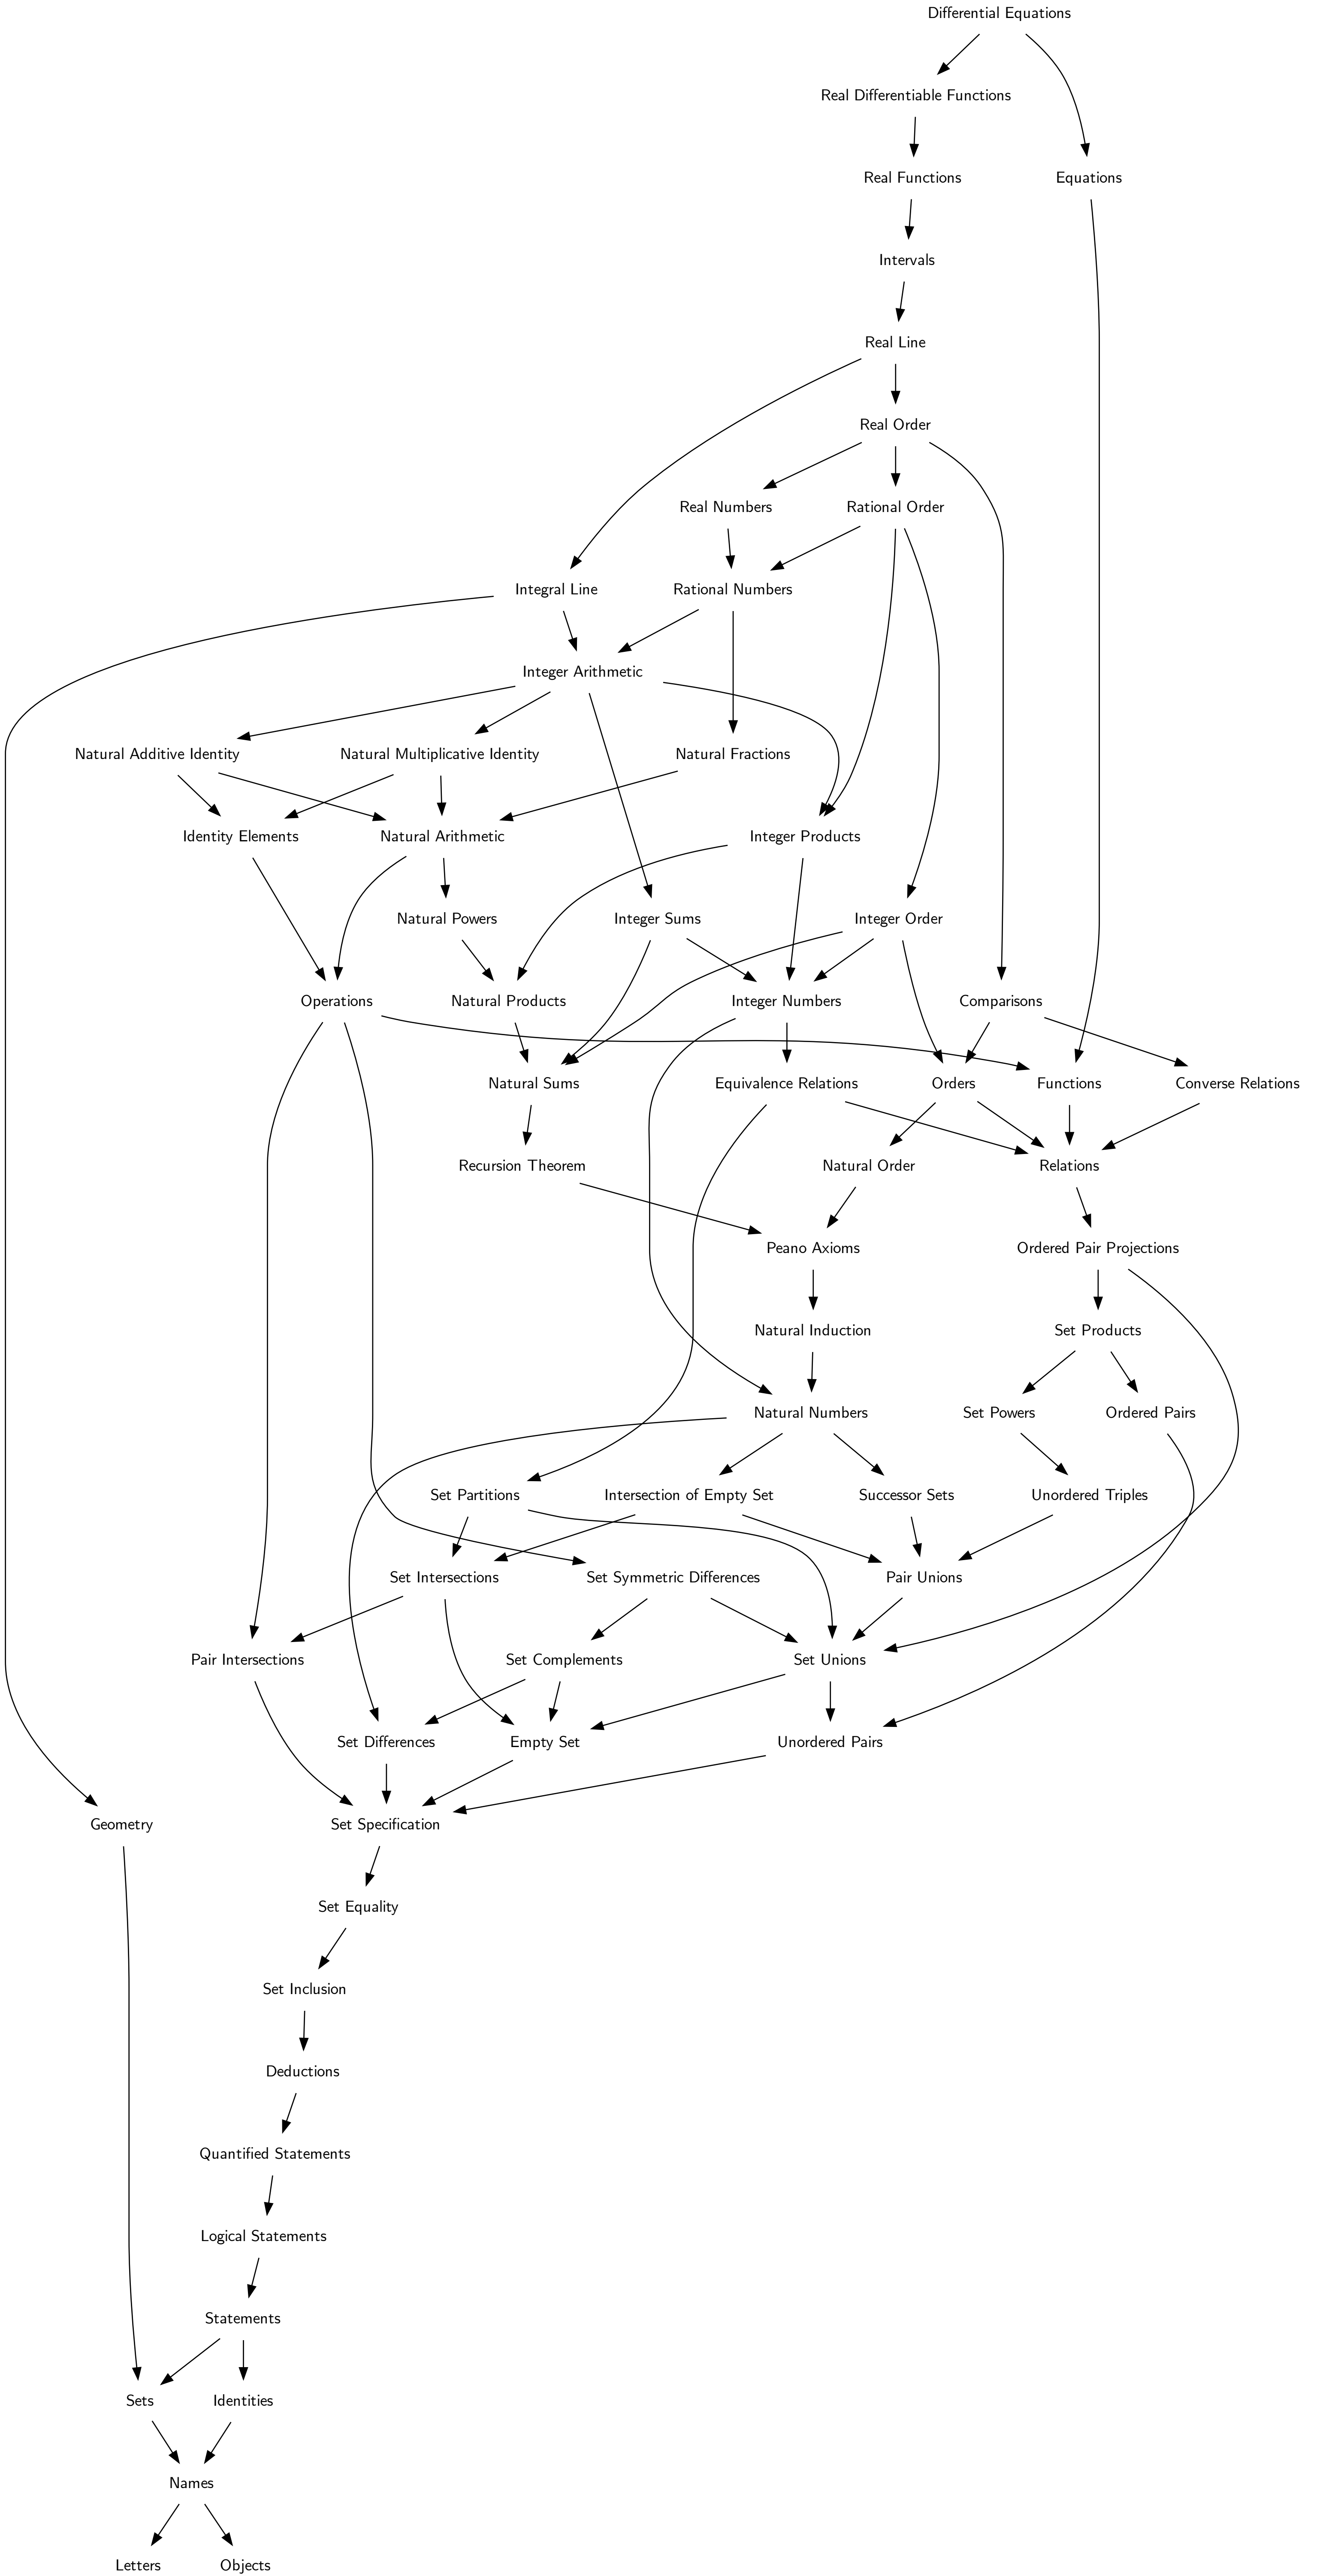 Differential Equations
Real Differentiable Functions
Real Functions
Equations
Intervals
Real Line
Real Order
Real Numbers
Rational Order
Integral Line
Rational Numbers
Integer Arithmetic
Natural Additive Identity
Natural Multiplicative Identity
Natural Fractions
Identity Elements
Natural Arithmetic
Integer Products
Natural Powers
Integer Sums
Integer Order
Operations
Natural Products
Integer Numbers
Comparisons
Natural Sums
Equivalence Relations
Orders
Functions
Converse Relations
Recursion Theorem
Natural Order
Relations
Peano Axioms
Ordered Pair Projections
Natural Induction
Set Products
Natural Numbers
Set Powers
Ordered Pairs
Set Partitions
Intersection of Empty Set
Successor Sets
Unordered Triples
Set Intersections
Set Symmetric Differences
Pair Unions
Pair Intersections
Set Complements
Set Unions
Set Differences
Empty Set
Unordered Pairs
Geometry
Set Specification
Set Equality
Set Inclusion
Deductions
Quantified Statements
Logical Statements
Statements
Sets
Identities
Names
Letters
Objects